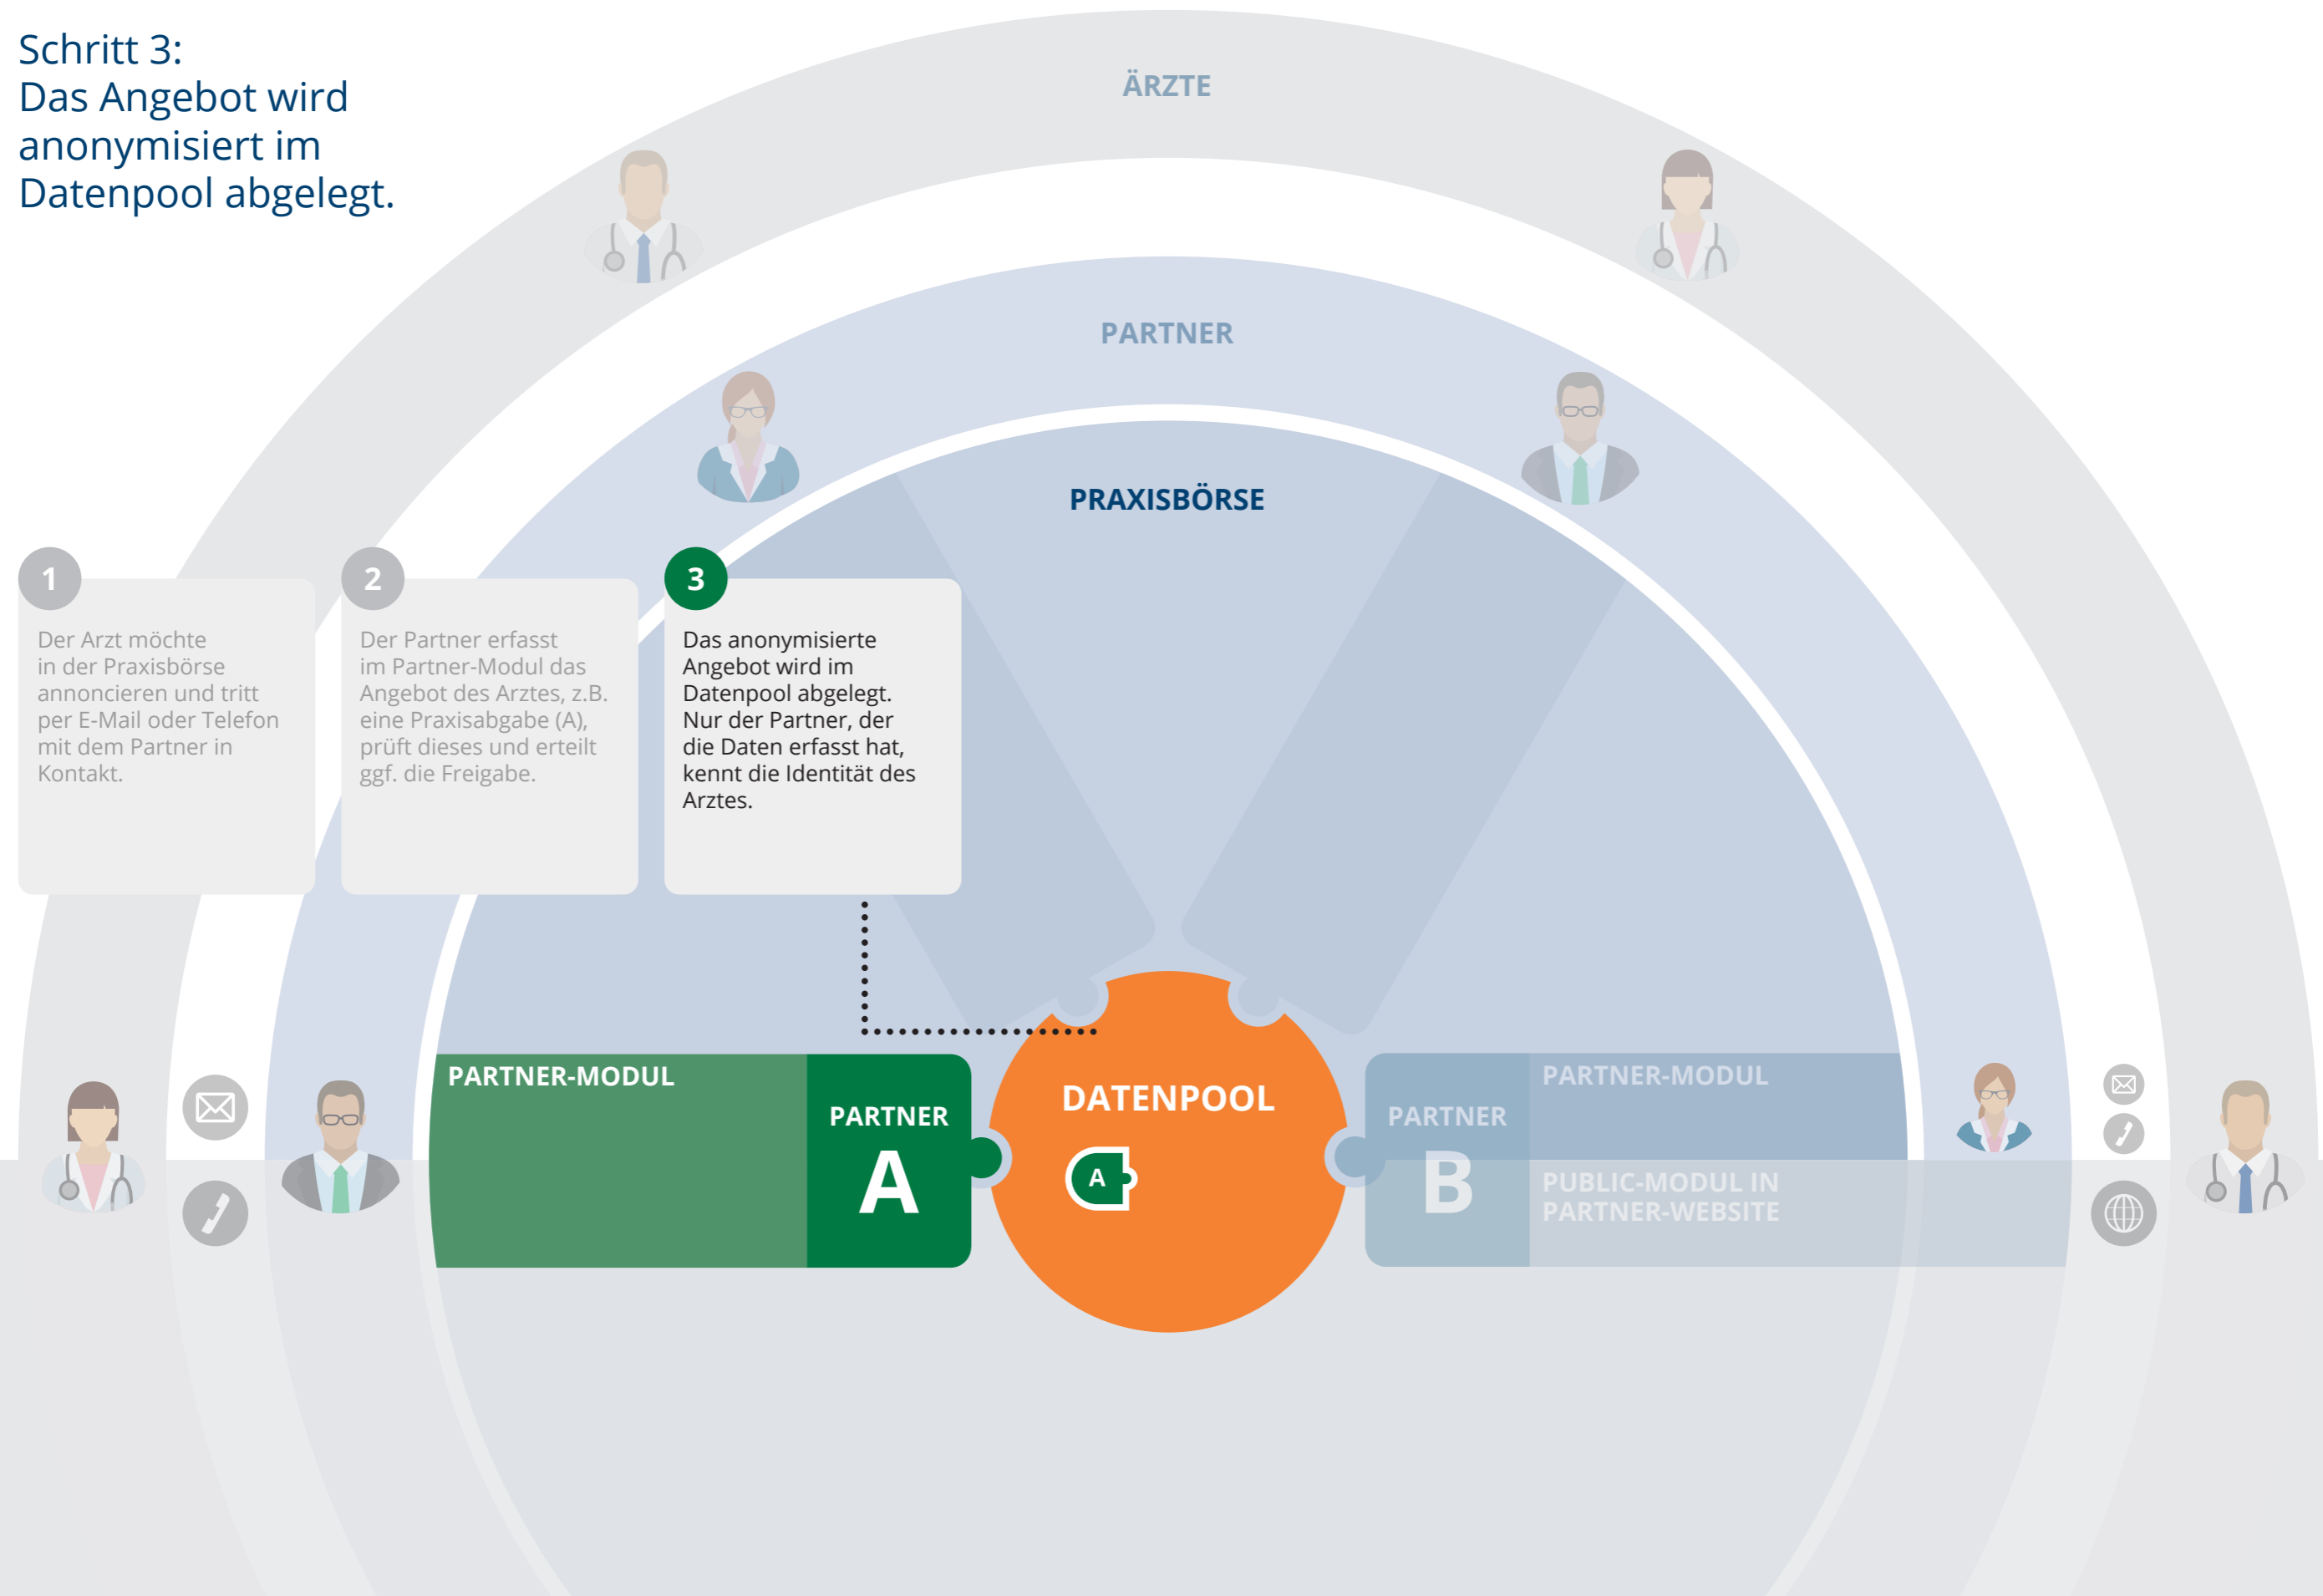 Schritt 3:
Das Angebot wird
anonymisiert im
Datenpool abgelegt.
ÄRZTE
PARTNER
PRAXISBÖRSE
1
Der Arzt möchte
in der Praxisbörse
annoncieren und tritt
per E-Mail oder Telefon
mit dem Partner in
Kontakt.
2
Der Partner erfasst
im Partner-Modul das
Angebot des Arztes, z.B.
eine Praxisabgabe (A),
prüft dieses und erteilt
ggf. die Freigabe.
3
Das anonymisierte
Angebot wird im
Datenpool abgelegt.
Nur der Partner, der
die Daten erfasst hat,
kennt die Identität des
Arztes.
PARTNER-MODUL
PARTNER
A
DATENPOOL
A
PARTNER
B
PARTNER-MODUL
PUBLIC-MODUL IN
PARTNER-WEBSITE